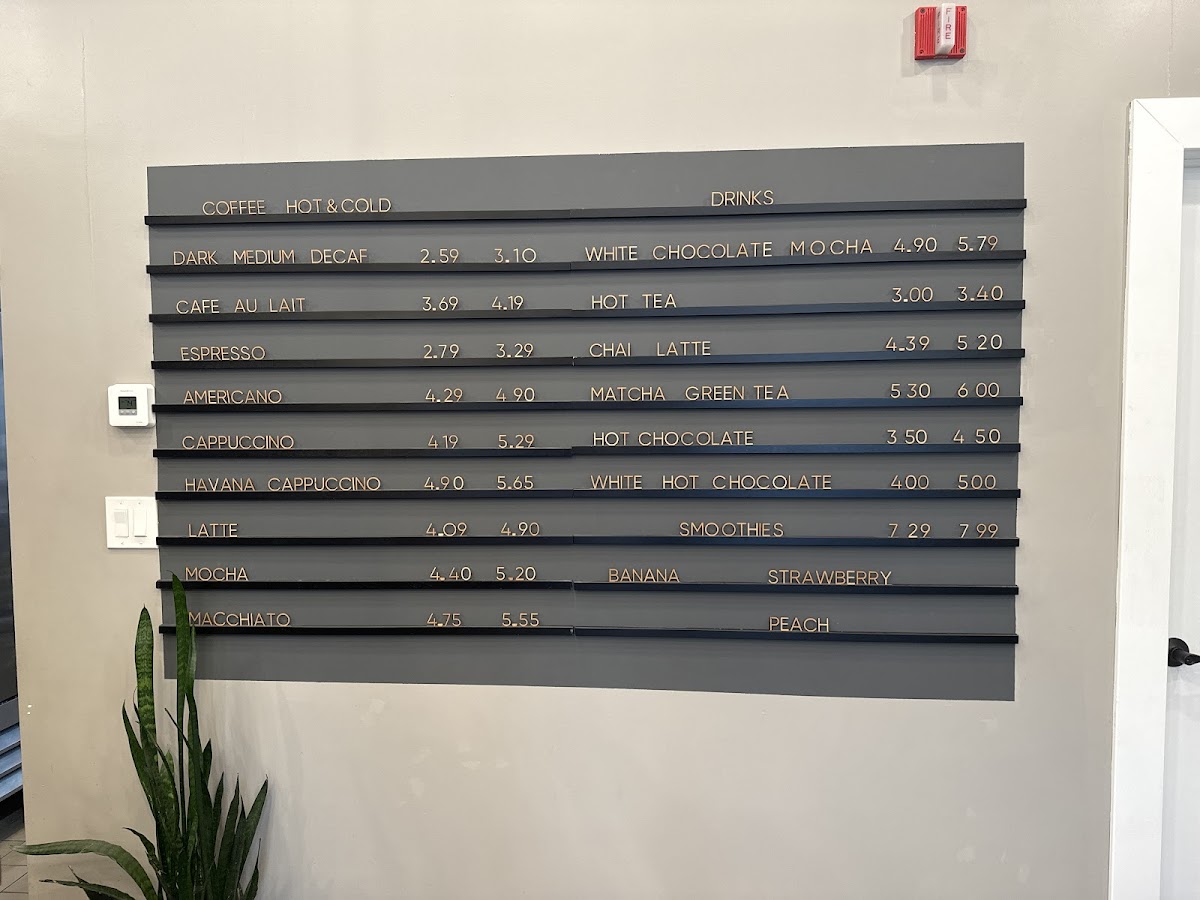 FIRE
COFFEE HOT & COLD
DARK MEDIUM DECAF 2.59 3.10
CAFE AU LAIT 3.69 4.19
ESPRESSO 2.79 3.29
AMERICANO 4.29 4 90
CAPPUCCINO 4 19 5.29
HAVANA CAPPUCCINO 4.90 5.65
LATTE 4.09 4.90
MOCHA 4.40 5.20
MACCHIATO 4.75 5.55
DRINKS
WHITE CHOCOLATE MOCHA 4.90 5.79
HOT TEA 3.00 3.40
CHAI LATTE 4.39 5 20
MATCHA GREEN TEA 5 30 6 00
HOT CHOCOLATE 3 50 4 50
WHITE HOT CHOCOLATE 400 500
SMOOTHIES 7 29 7 99
BANANA STRAWBERRY
PEACH